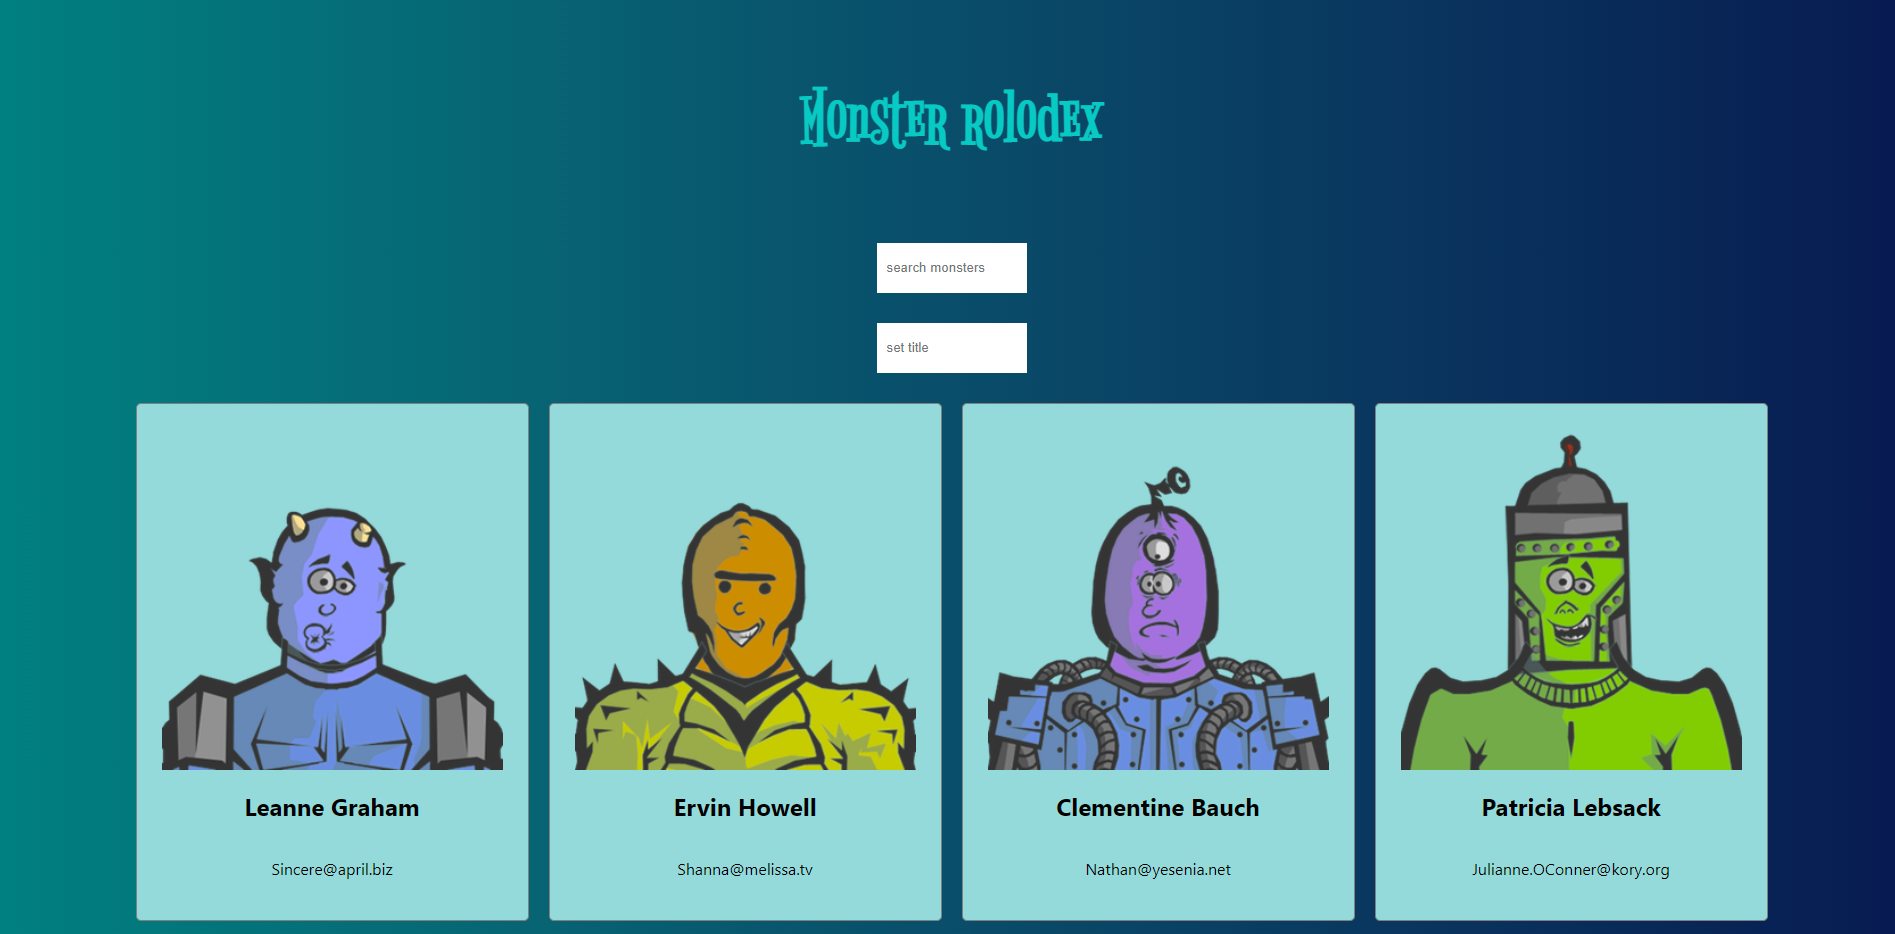 Monster Rolodex
search monsters
set title
Leanne Graham
Sincere@april.biz
Ervin Howell
Shanna@melissa.tv
Clementine Bauch
Nathan@yesenia.net
Patricia Lebsack
Julianne.OConner@kory.org